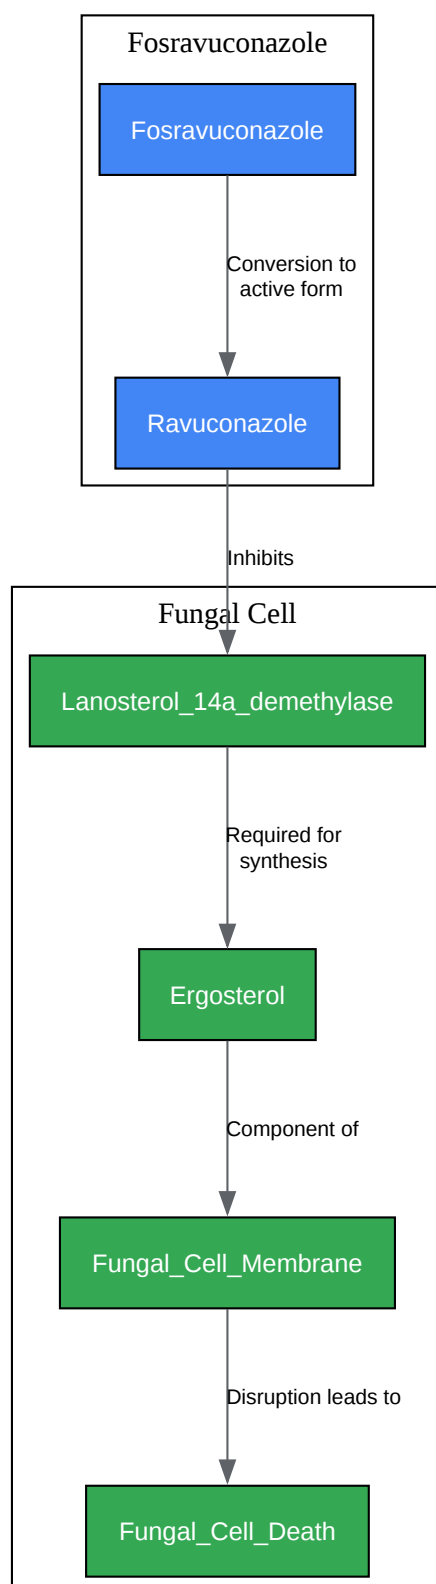 Fosravuconazole
Fosravuconazole
Conversion to
active form
Ravuconazole
Inhibits
Fungal Cell
Lanosterol_14a_demethylase
Required for
synthesis
Ergosterol
Component of
Fungal_Cell_Membrane
Disruption leads to
Fungal_Cell_Death